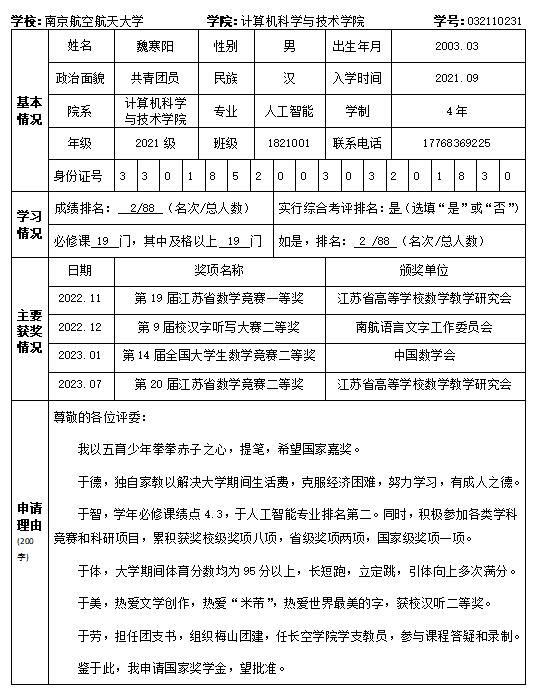 学校：南京航空航天大学 学院：计算机科学与技术学院 学号：032110231
基本情况
姓名 魏寒阳 性别 男 出生年月 2003.03
政治面貌 共青团员 民族 汉 入学时间 2021.09
院系 计算机科学与技术学院 专业 人工智能 学制 4年
年级 2021级 班级 1821001 联系电话 17768369225
身份证号 3 3 0 1 8 5 2 0 0 3 0 3 2 0 1 8 3 0
学习情况
成绩排名：2/88（名次/总人数） 实行综合考评排名：是（选填“是”或“否”）
必修课 19 门，其中及格以上 19 门 如是，排名：2 /88（名次/总人数）
主要获奖情况
日期 奖项名称 颁奖单位
2022.11 第19届江苏省数学竞赛一等奖 江苏省高等学校数学教学研究会
2022.12 第9届校汉字听写大赛二等奖 南航语言文字工作委员会
2023.01 第14届全国大学生数学竞赛二等奖 中国数学会
2023.07 第20届江苏省数学竞赛二等奖 江苏省高等学校数学教学研究会
申请理由
(200字)
尊敬的各位评委：
我以五育少年拳拳赤子之心，提笔，希望国家嘉奖。
于德，独自家教以解决大学期间生活费，克服经济困难，努力学习，有成人之德。
于智，学年必修课绩点4.3，于人工智能专业排名第二。同时，积极参加各类学科
竞赛和科研项目，累积获奖校级奖项八项，省级奖项两项，国家级奖项一项。
于体，大学期间体育分数均为95分以上，长短跑，立定跳，引体向上多次满分。
于美，热爱文学创作，热爱“米芾”，热爱世界最美的字，获校汉听二等奖。
于劳，担任团支书，组织梅山团建，任长空学院学支教员，参与课程答疑和录制。
鉴于此，我申请国家奖学金，望批准。